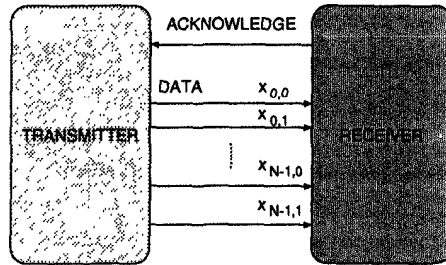 ACKNOWLEDGE
DATA x0,0
x0,1
TRANSMITTER RECEIVER
xN-1,0
xN-1,1